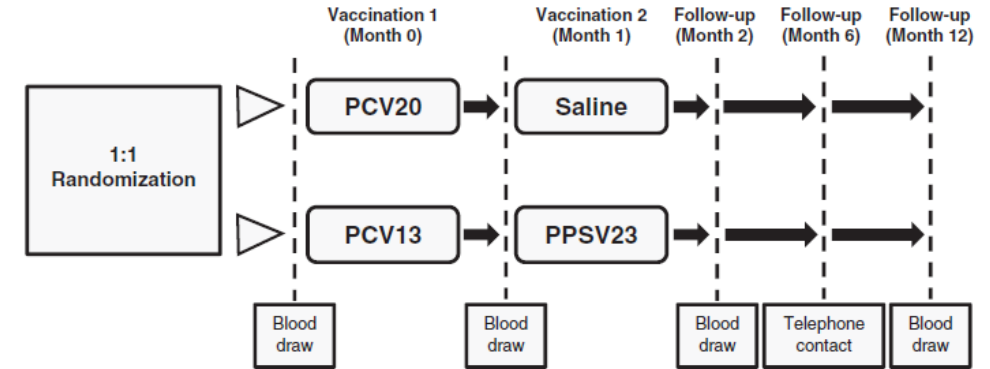 Vaccination 1
(Month 0)
Vaccination 2
(Month 1)
Follow-up
(Month 2)
Follow-up
(Month 6)
Follow-up
(Month 12)
1:1
Randomization
PCV20
Saline
PCV13
PPSV23
Blood
draw
Blood
draw
Blood
draw
Telephone
contact
Blood
draw